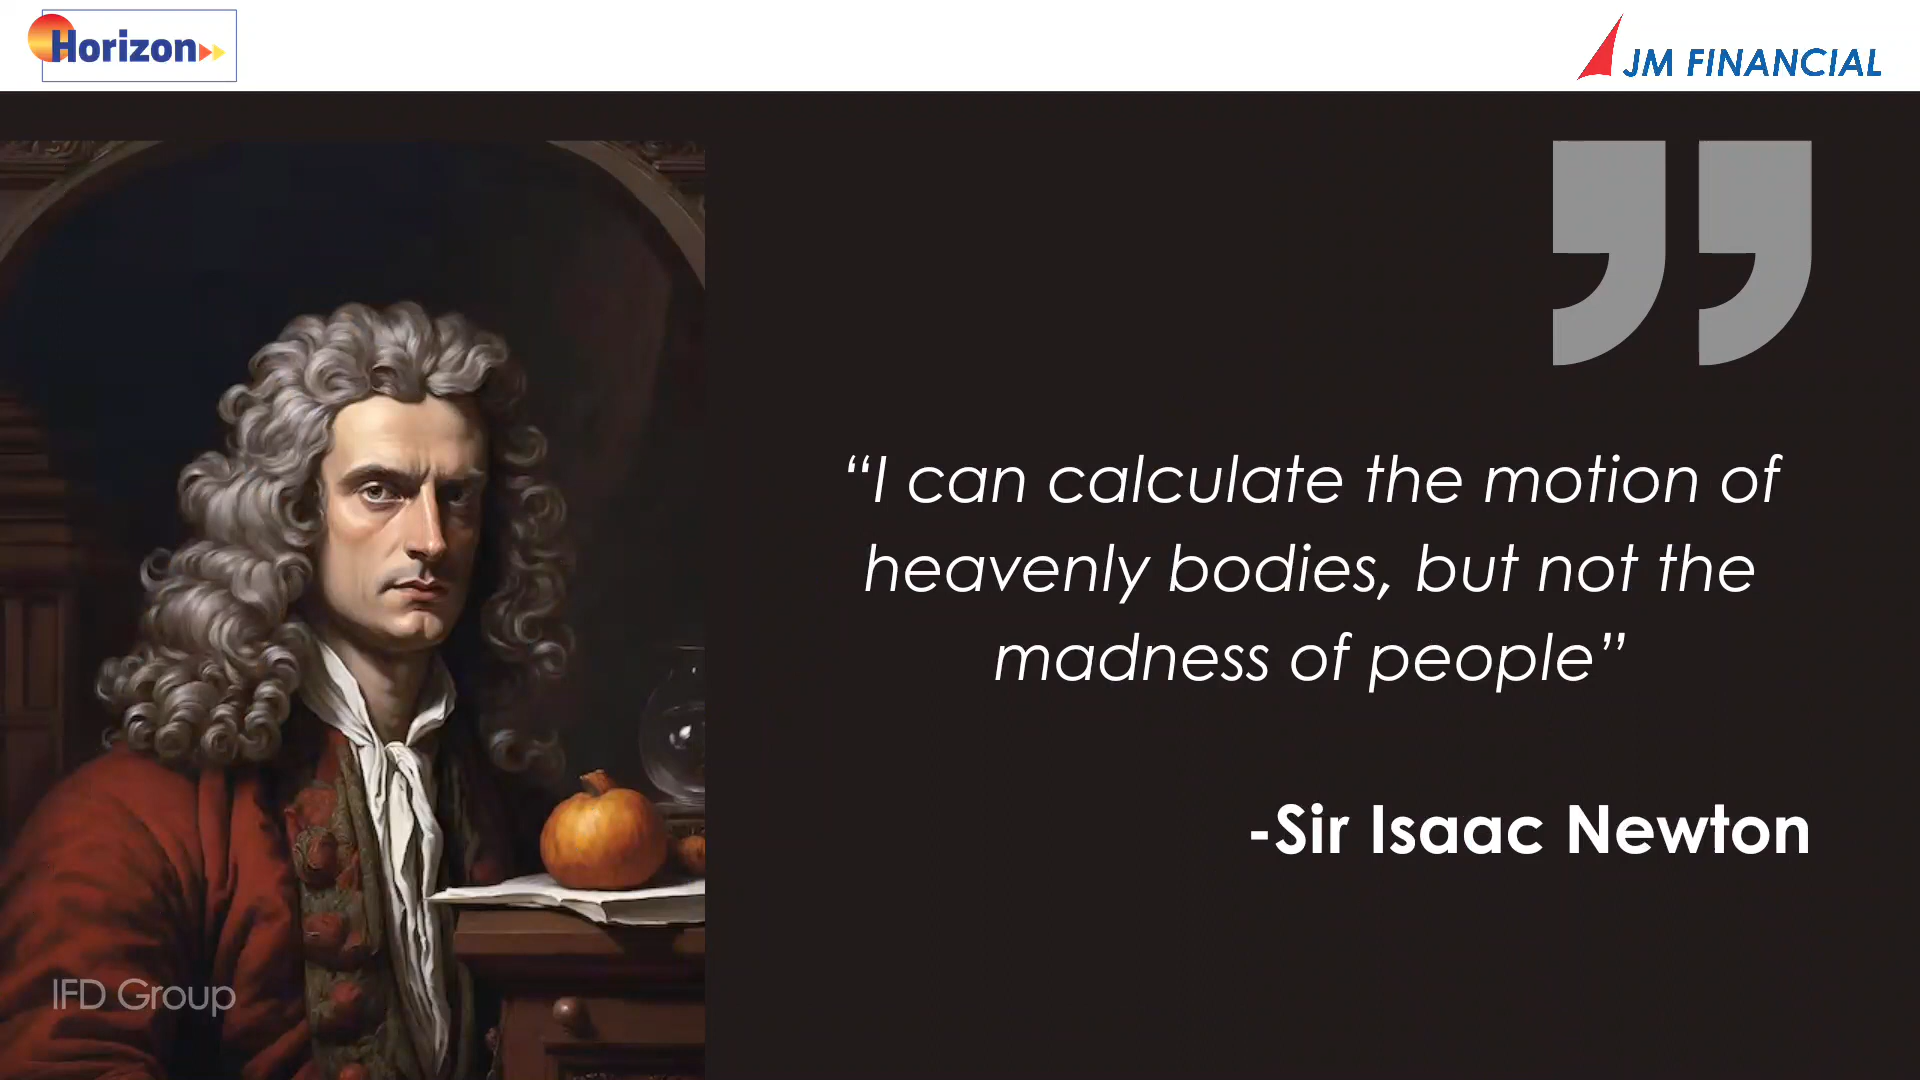 Horizon
JM FINANCIAL
“I can calculate the motion of
heavenly bodies, but not the
madness of people”
-Sir Isaac Newton
IFD Group